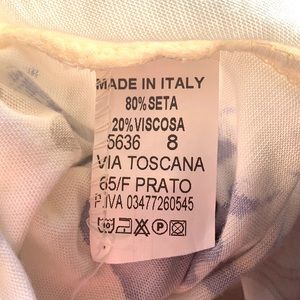 MADE IN ITALY
80%SETA
20%VISCOSA
5636 8
VIA TOSCANA
65/F PRATO
P.IVA 03477260545